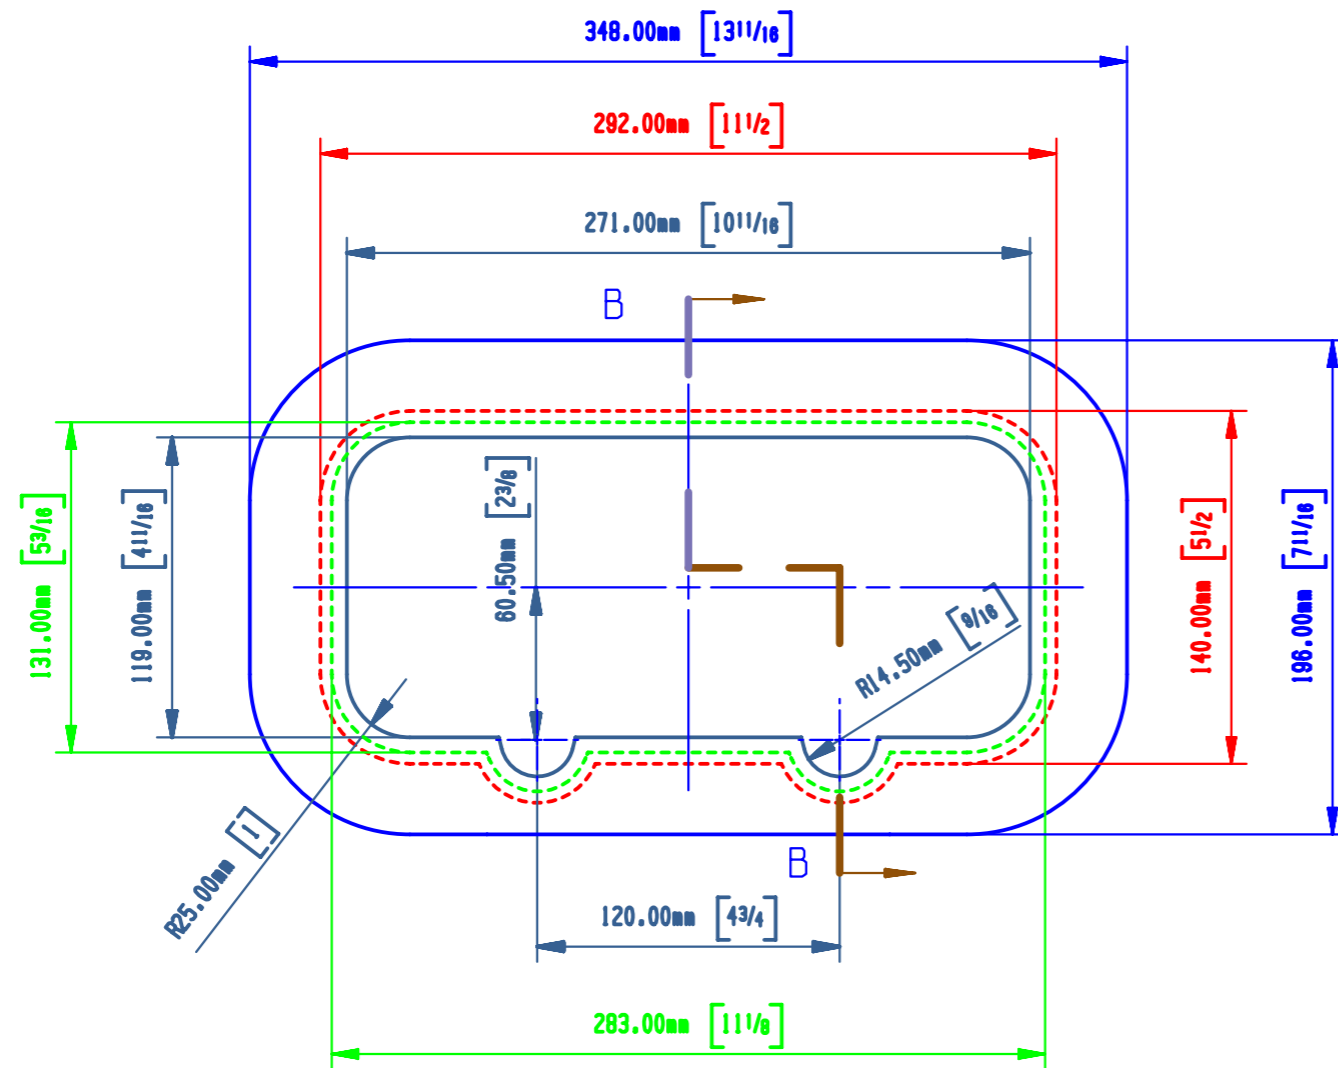 348.00mm [13 11/16]
292.00mm [11 1/2]
271.00mm [10 11/16]
B
131.00mm [5 3/16]
119.00mm [4 11/16]
60.50mm [2 3/8]
R14.50mm [9/16]
140.00mm [5 1/2]
196.00mm [7 11/16]
R25.00mm [1]
B
120.00mm [4 3/4]
283.00mm [11 1/8]